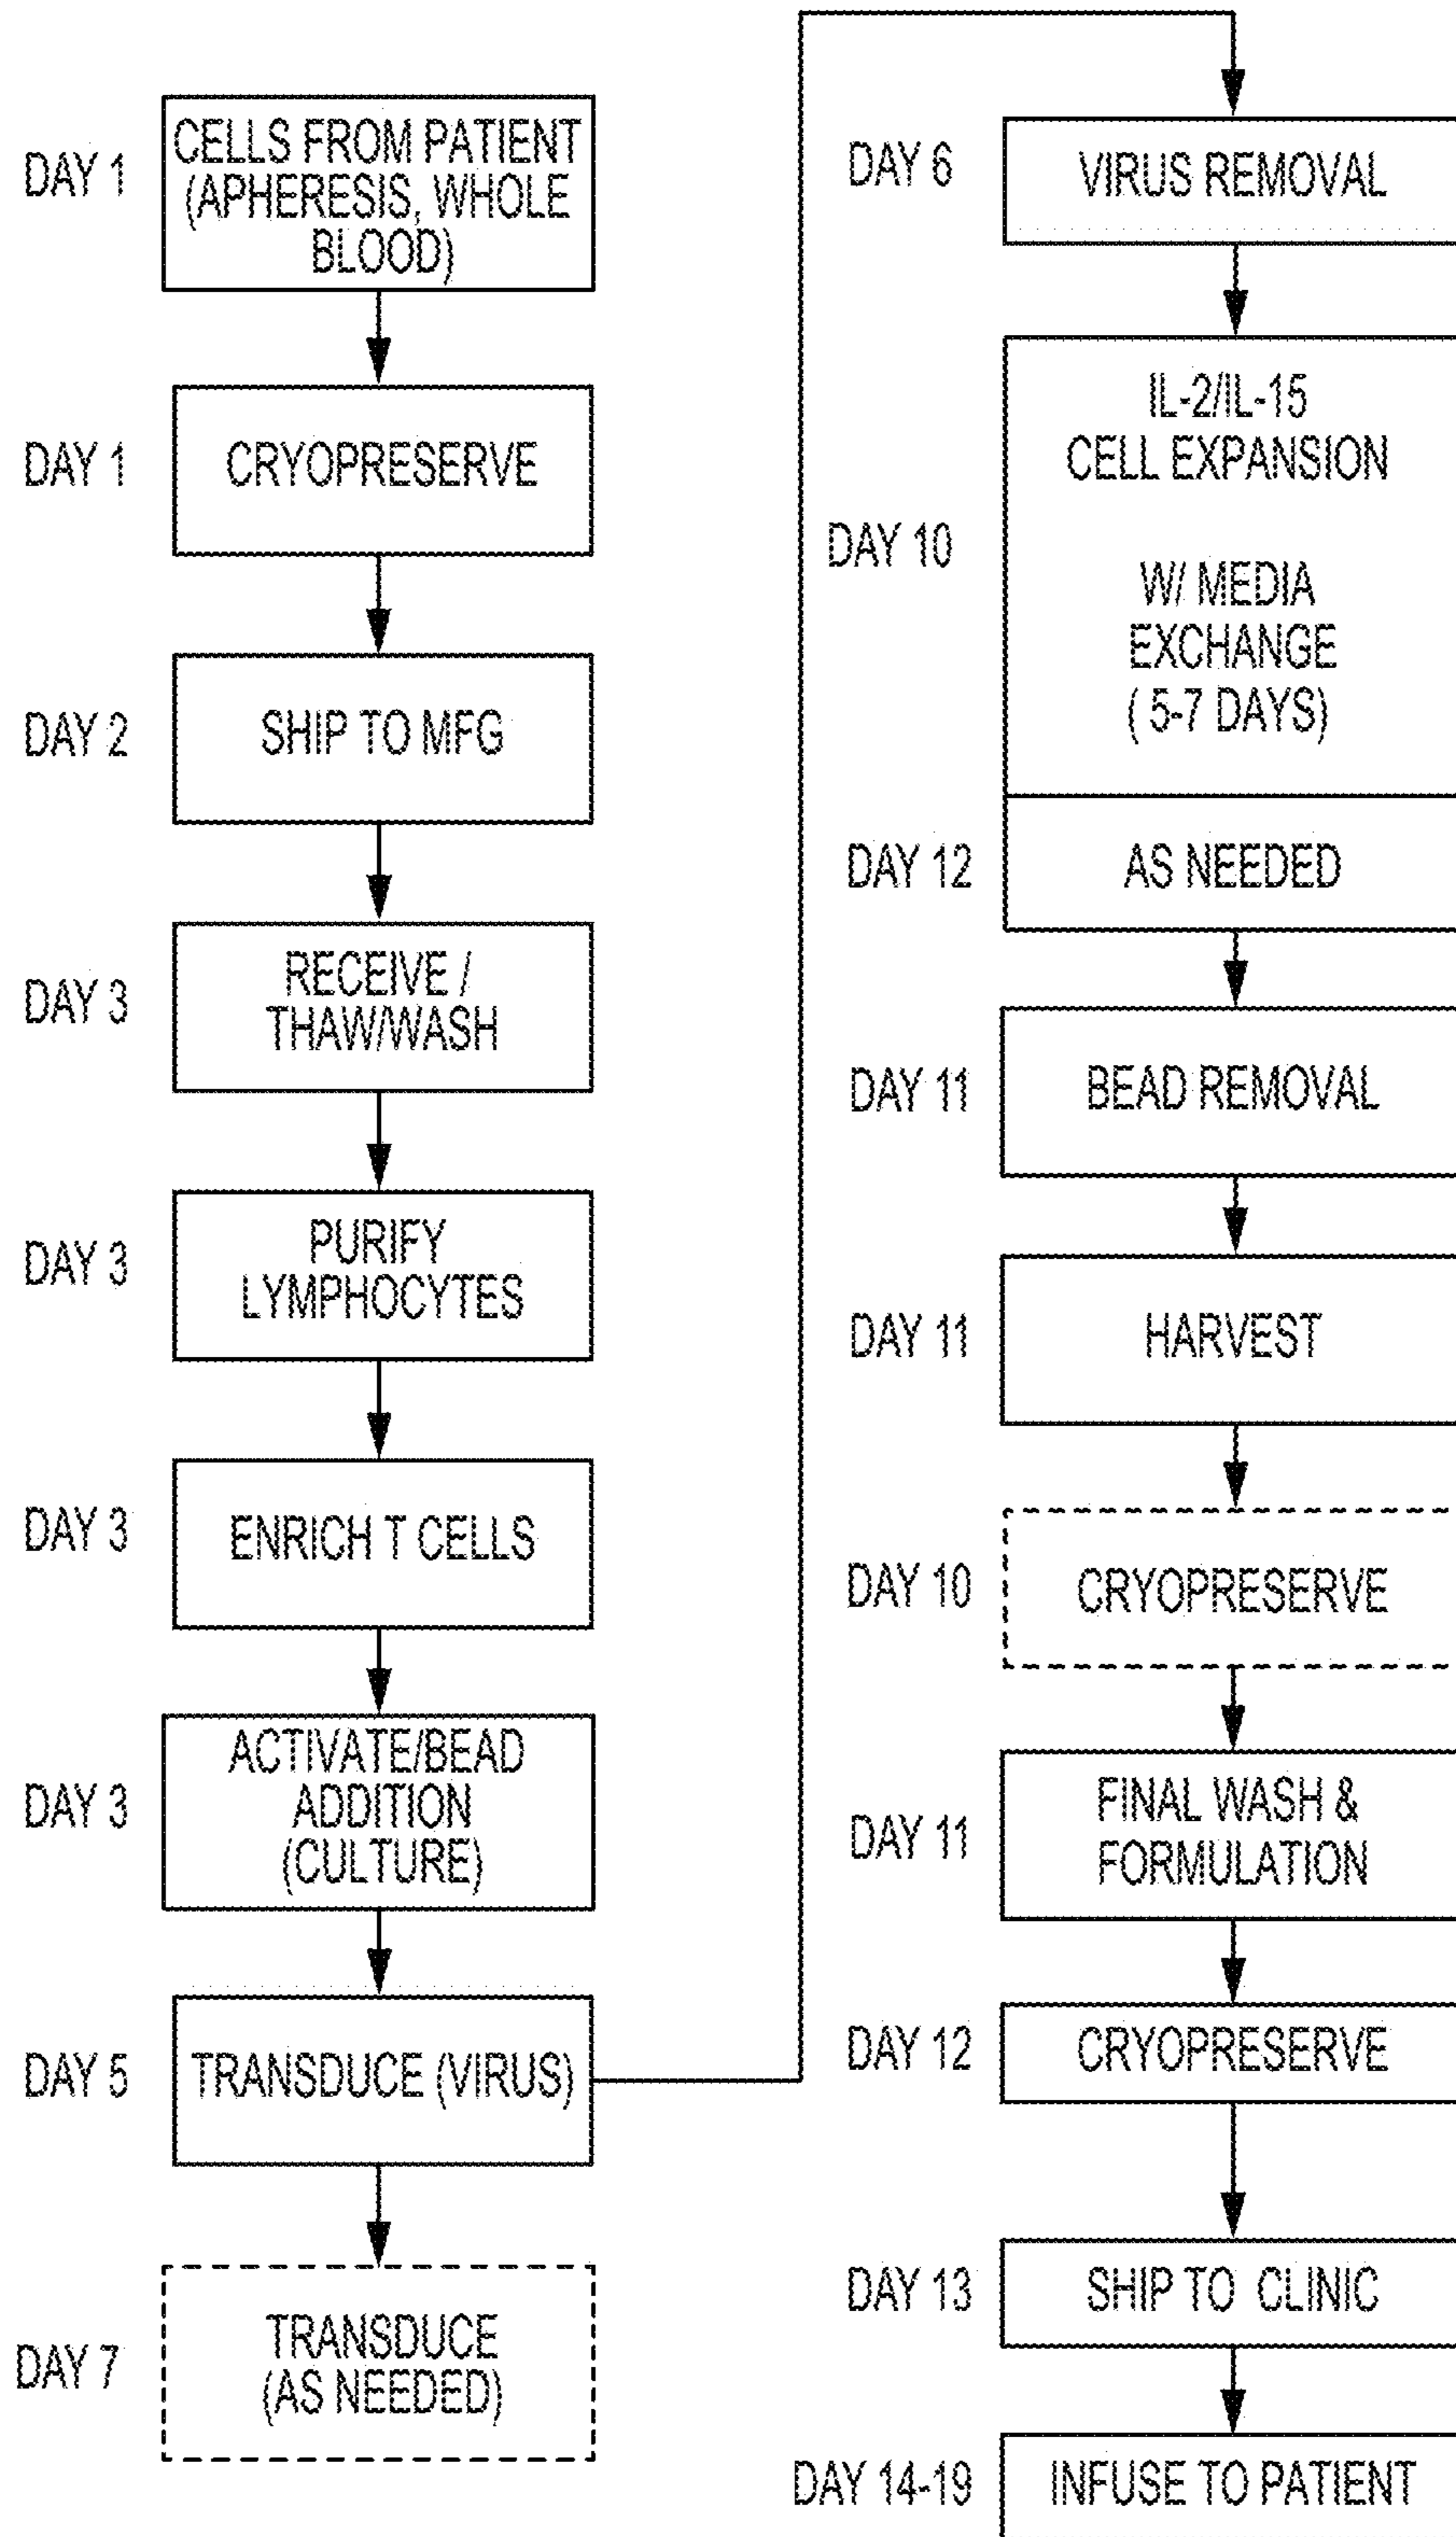 DAY 1
CELLS FROM PATIENT
(APHERESIS, WHOLE
BLOOD)
DAY 1
CRYOPRESERVE
DAY 2
SHIP TO MFG
DAY 3
RECEIVE /
THAW/WASH
DAY 3
PURIFY
LYMPHOCYTES
DAY 3
ENRICH T CELLS
DAY 3
ACTIVATE/BEAD
ADDITION
(CULTURE)
DAY 5
TRANSDUCE (VIRUS)
DAY 7
TRANSDUCE
(AS NEEDED)
DAY 6
VIRUS REMOVAL
DAY 10
IL-2/IL-15
CELL EXPANSION
W/ MEDIA
EXCHANGE
( 5-7 DAYS)
DAY 12
AS NEEDED
DAY 11
BEAD REMOVAL
DAY 11
HARVEST
DAY 10
CRYOPRESERVE
DAY 11
FINAL WASH &
FORMULATION
DAY 12
CRYOPRESERVE
DAY 13
SHIP TO CLINIC
DAY 14-19
INFUSE TO PATIENT